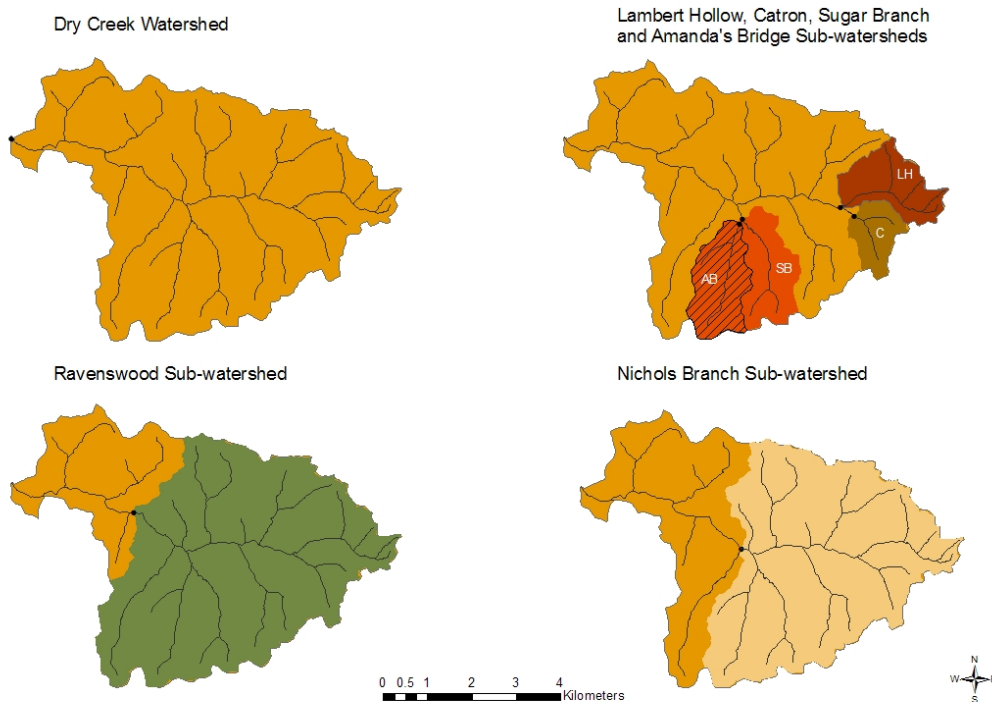 Dry Creek Watershed
Lambert Hollow, Catron, Sugar Branch
and Amanda's Bridge Sub-watersheds
LH
C
SB
AB
Ravenswood Sub-watershed
Nichols Branch Sub-watershed
0 0.5 1 2 3 4
Kilometers
N
W E
S